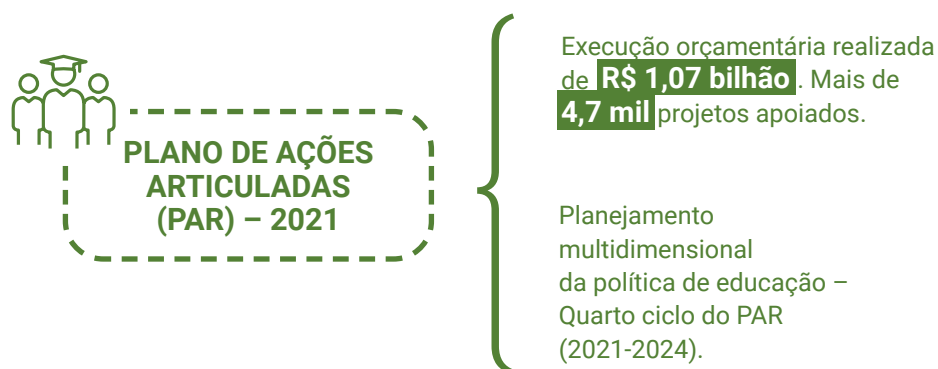 PLANO DE AÇÕES
ARTICULADAS
(PAR) – 2021
Execução orçamentária realizada
de R$ 1,07 bilhão. Mais de
4,7 mil projetos apoiados.
Planejamento
multidimensional
da política de educação –
Quarto ciclo do PAR
(2021-2024).